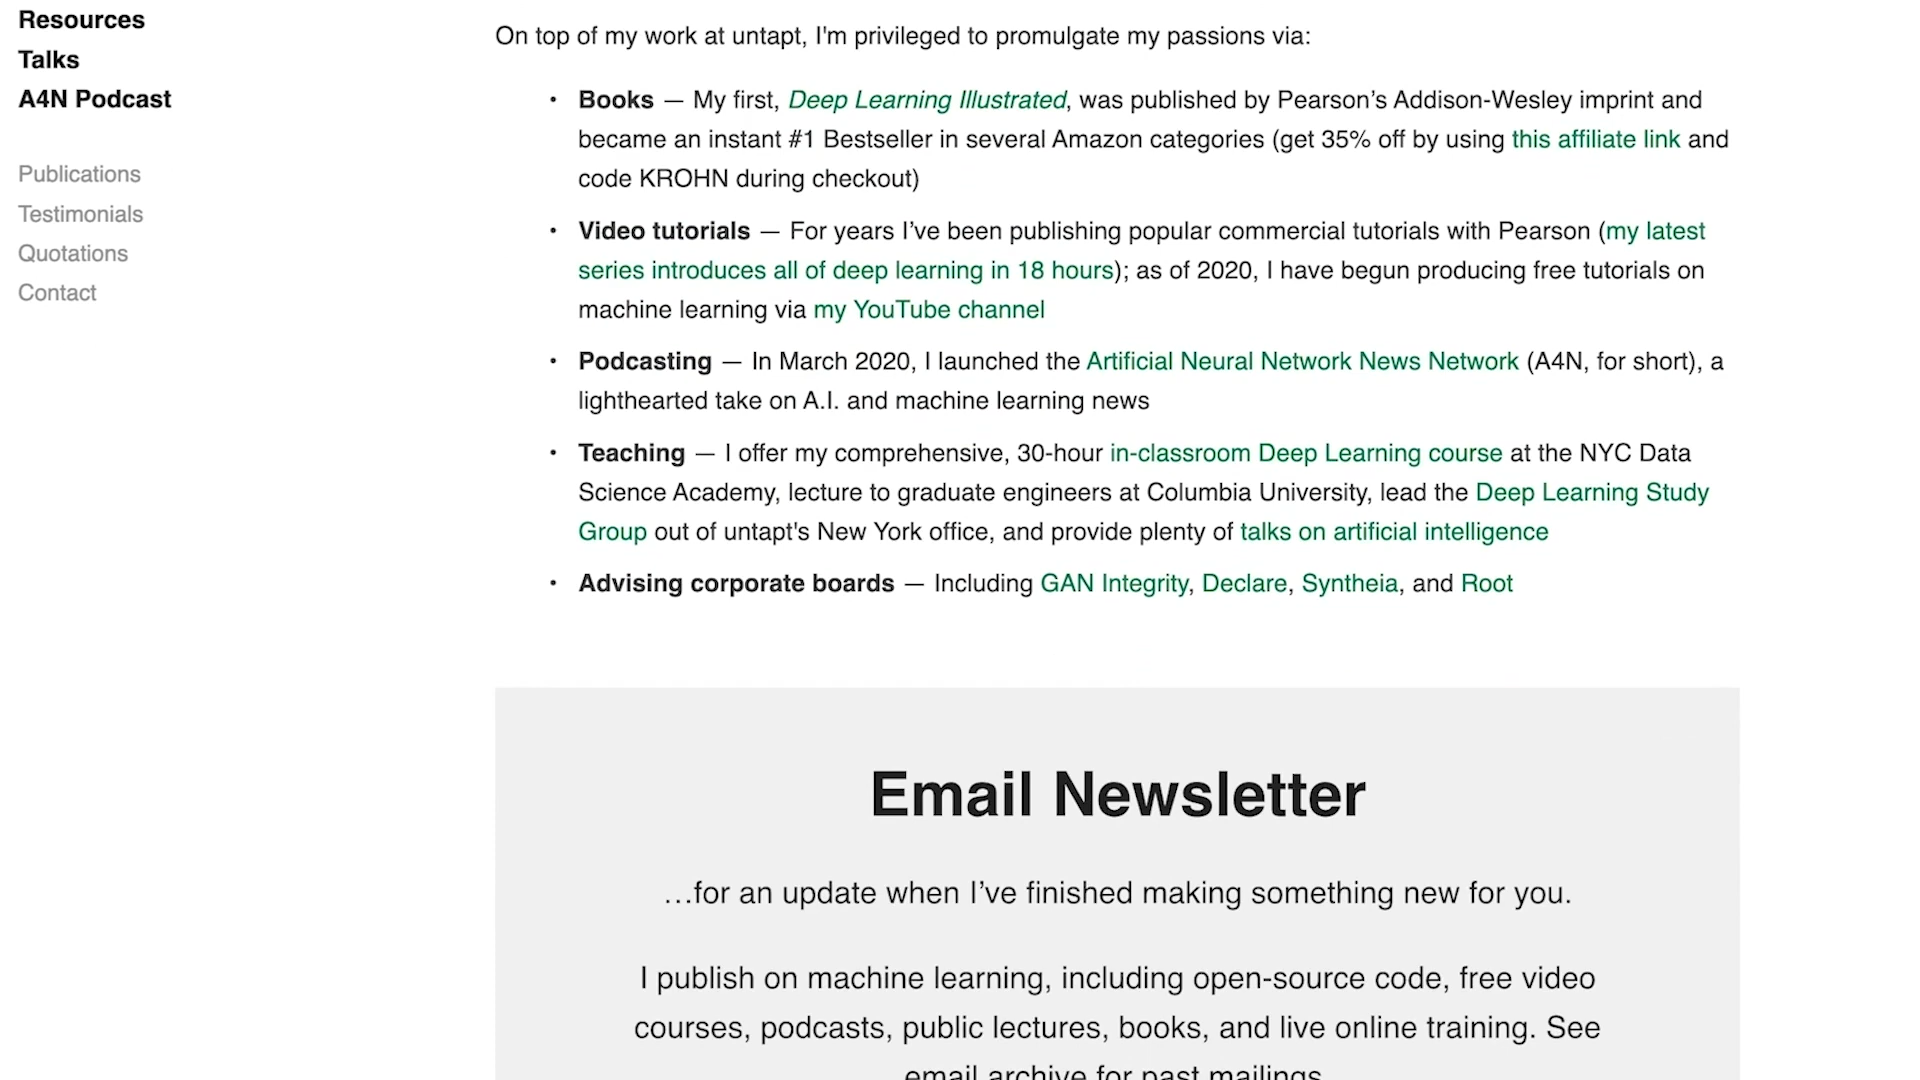 Resources
Talks
A4N Podcast
Publications
Testimonials
Quotations
Contact
On top of my work at untapt, I'm privileged to promulgate my passions via:
• Books — My first, Deep Learning Illustrated, was published by Pearson’s Addison-Wesley imprint and
became an instant #1 Bestseller in several Amazon categories (get 35% off by using this affiliate link and
code KROHN during checkout)
• Video tutorials — For years I’ve been publishing popular commercial tutorials with Pearson (my latest
series introduces all of deep learning in 18 hours); as of 2020, I have begun producing free tutorials on
machine learning via my YouTube channel
• Podcasting — In March 2020, I launched the Artificial Neural Network News Network (A4N, for short), a
lighthearted take on A.I. and machine learning news
• Teaching — I offer my comprehensive, 30-hour in-classroom Deep Learning course at the NYC Data
Science Academy, lecture to graduate engineers at Columbia University, lead the Deep Learning Study
Group out of untapt's New York office, and provide plenty of talks on artificial intelligence
• Advising corporate boards — Including GAN Integrity, Declare, Syntheia, and Root
Email Newsletter
…for an update when I’ve finished making something new for you.
I publish on machine learning, including open-source code, free video
courses, podcasts, public lectures, books, and live online training. See
email archive for past mailings.